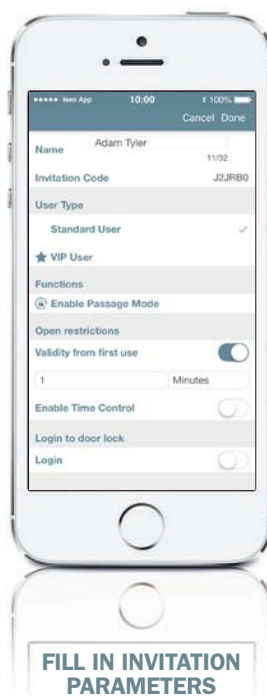 Iseo App 10:00 100%
Cancel Done
Name Adam Tyler
11/32
Invitation Code J2JRB0
User Type
Standard User
VIP User
Functions
Enable Passage Mode
Open restrictions
Validity from first use
1 Minutes
Enable Time Control
Login to door lock
Login
FILL IN INVITATION
PARAMETERS